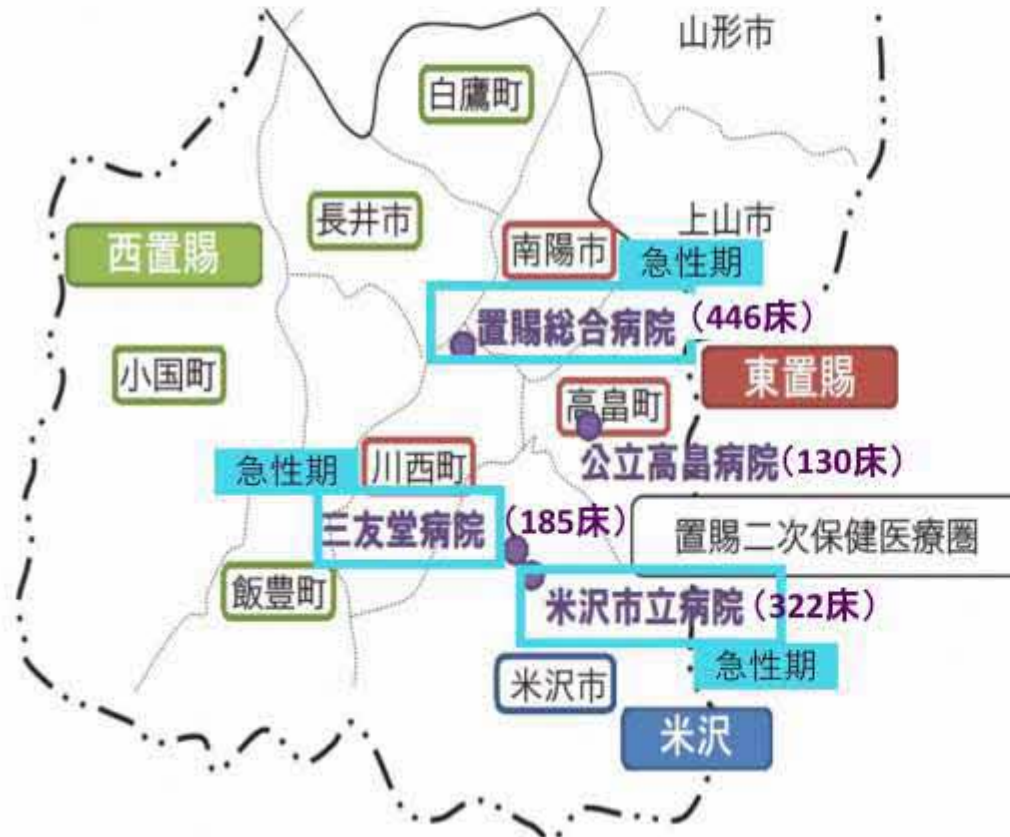 山形市
白鷹町
長井市
上山市
西置賜
南陽市
急性期
置賜総合病院
(446床)
小国町
東置賜
高畠町
公立高畠病院(130床)
急性期
川西町
三友堂病院
(185床)
置賜二次保健医療圏
飯豊町
米沢市立病院
(322床)
急性期
米沢市
米沢